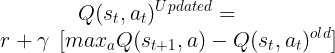 Q(s_t, a_t)^{Updated} =
r + γ [max_a Q(s_{t+1}, a) − Q(s_t, a_t)^{old}]